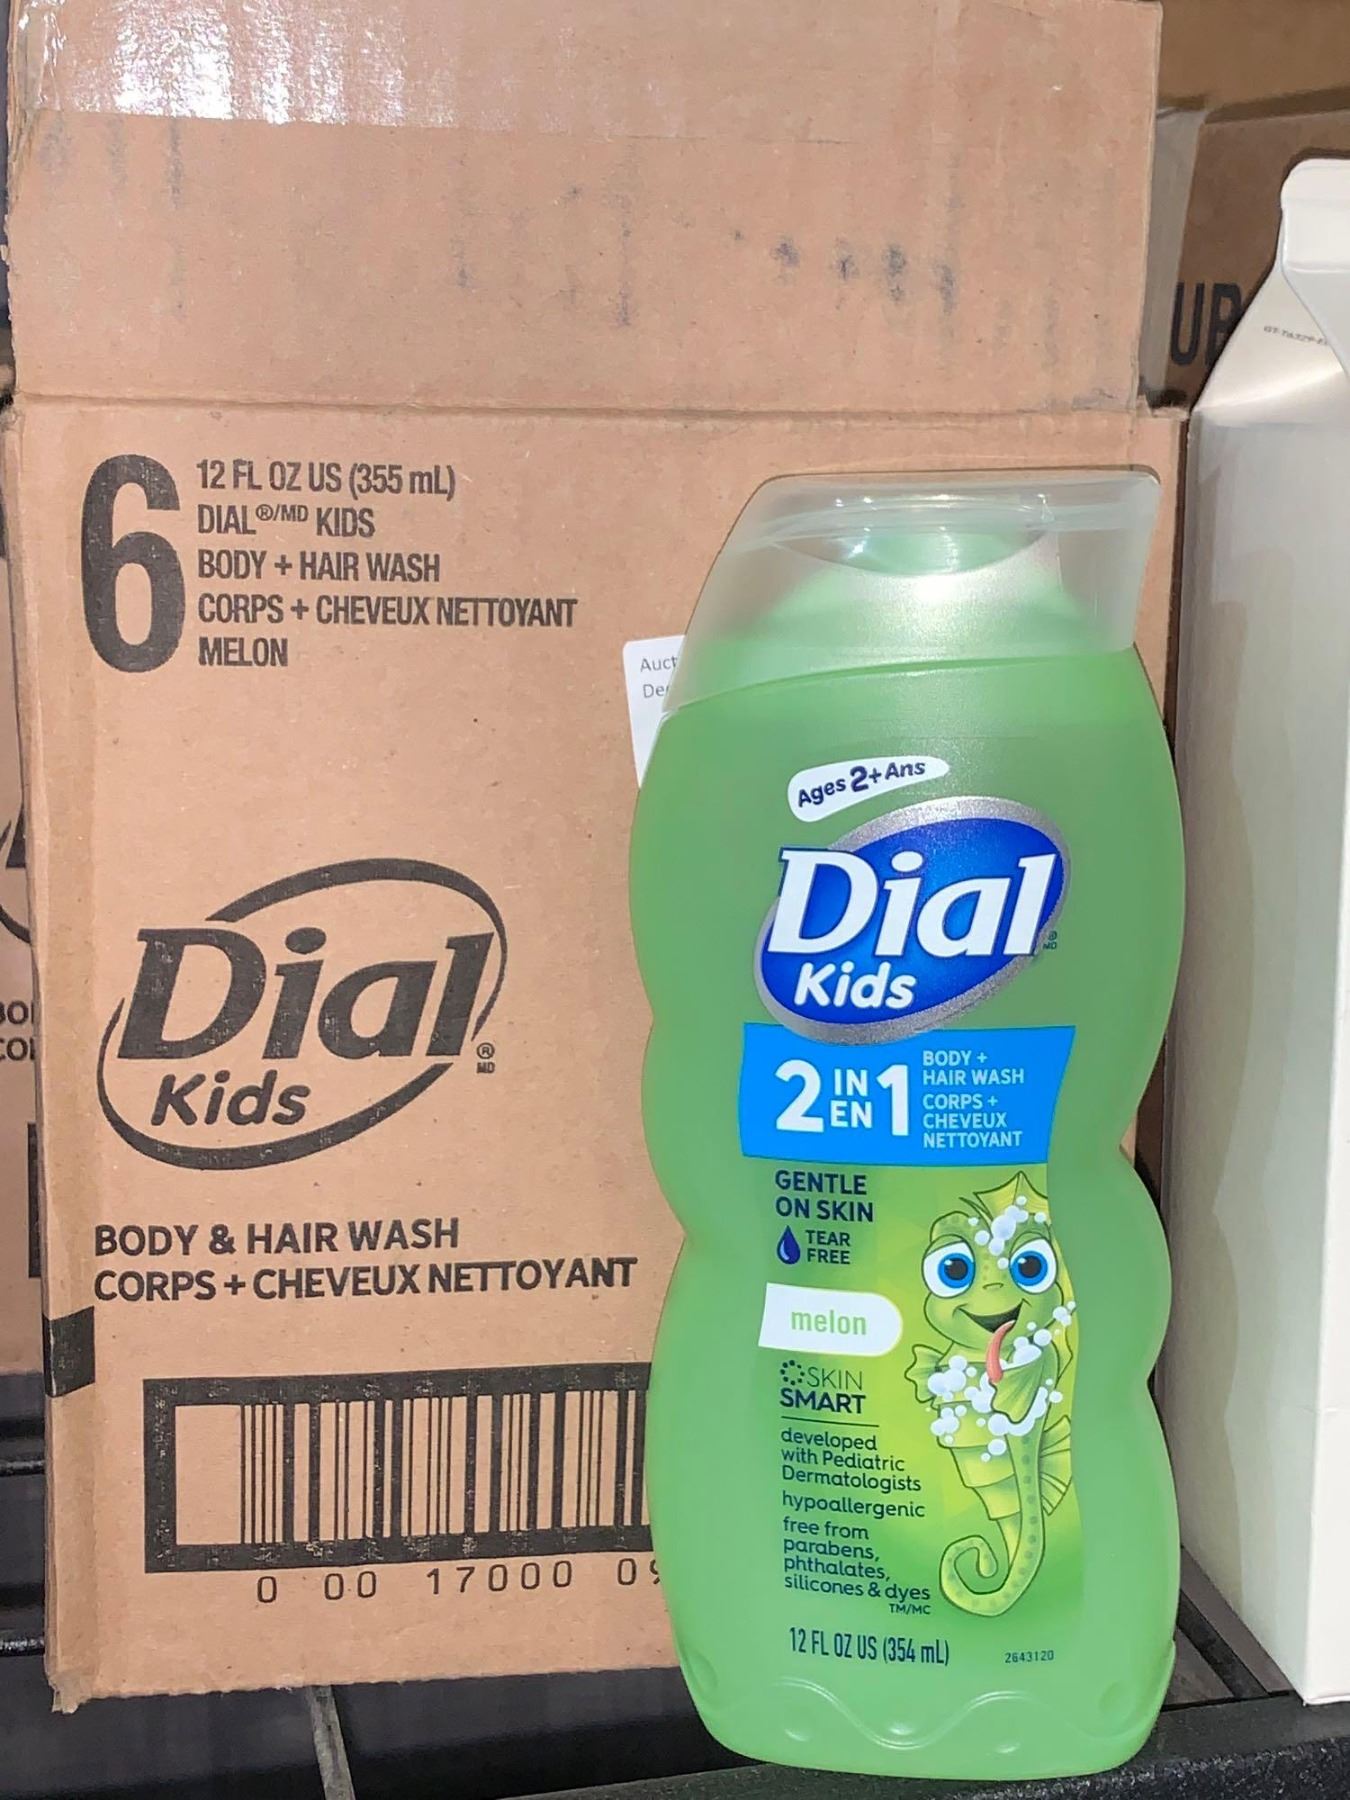 6
12 FL OZ US (355 mL)
DIAL®/MD KIDS
BODY + HAIR WASH
CORPS + CHEVEUX NETTOYANT
MELON
Dial
Kids
®
MD
BODY & HAIR WASH
CORPS + CHEVEUX NETTOYANT
0 00 17000
Ages 2+ Ans
Dial
Kids
®
MD
2 IN 1
EN
BODY +
HAIR WASH
CORPS +
CHEVEUX
NETTOYANT
GENTLE
ON SKIN
TEAR
FREE
melon
SKIN
SMART
developed
with Pediatric
Dermatologists
hypoallergenic
free from
parabens,
phthalates,
silicones & dyes
TM/MC
12 FL OZ US (354 mL)
2643120